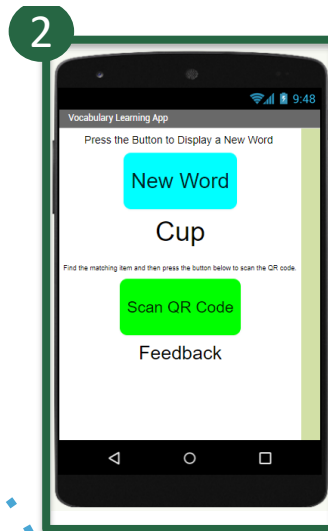 2
9:48
Vocabulary Learning App
Press the Button to Display a New Word
New Word
Cup
Find the matching item and then press the button below to scan the QR code.
Scan QR Code
Feedback